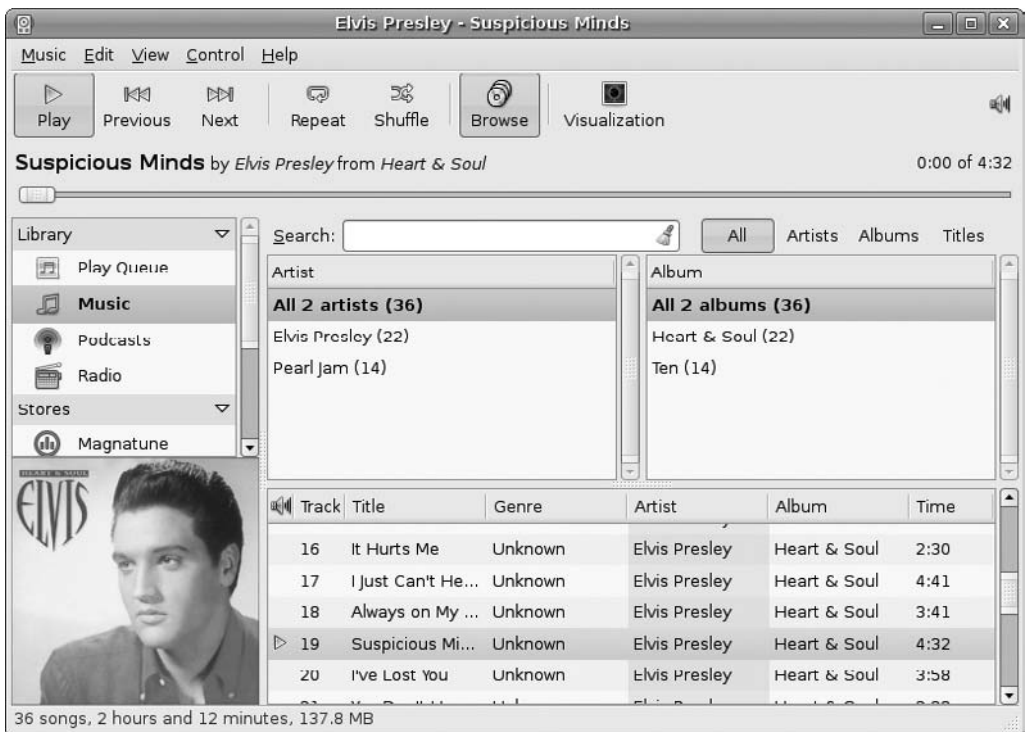 Elvis Presley - Suspicious Minds
Music Edit View Control Help
Play Previous Next Repeat Shuffle Browse Visualization
Suspicious Minds by Elvis Presley from Heart & Soul 0:00 of 4:32
Library
Play Queue
Music
Podcasts
Radio
Stores
Magnatune
Search: All Artists Albums Titles
Artist
All 2 artists (36)
Elvis Presley (22)
Pearl Jam (14)
Album
All 2 albums (36)
Heart & Soul (22)
Ten (14)
HEART & SOUL
ELVIS
Track Title Genre Artist Album Time
16 It Hurts Me Unknown Elvis Presley Heart & Soul 2:30
17 I Just Can't He... Unknown Elvis Presley Heart & Soul 4:41
18 Always on My ... Unknown Elvis Presley Heart & Soul 3:41
19 Suspicious Mi... Unknown Elvis Presley Heart & Soul 4:32
20 I've Lost You Unknown Elvis Presley Heart & Soul 3:58
36 songs, 2 hours and 12 minutes, 137.8 MB